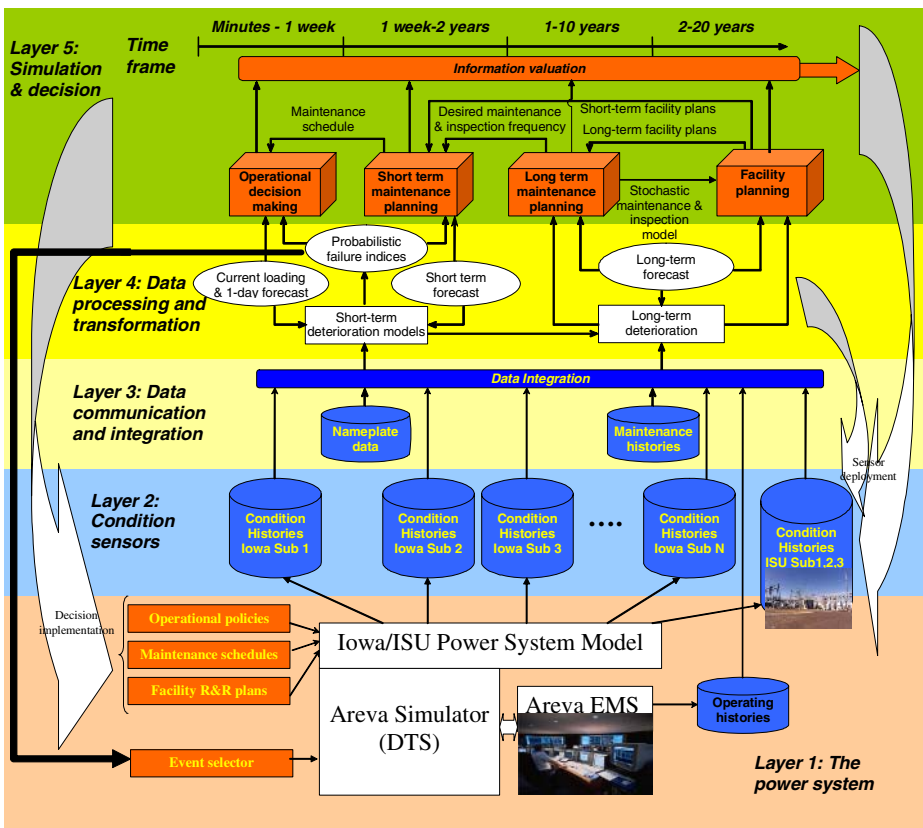 Layer 5:
Simulation
& decision
Time
frame
Minutes - 1 week
1 week-2 years
1-10 years
2-20 years
Information valuation
Maintenance
schedule
Desired maintenance
& inspection frequency
Short-term facility plans
Long-term facility plans
Operational
decision
making
Short term
maintenance
planning
Long term
maintenance
planning
Facility
planning
Stochastic
maintenance &
inspection
model
Layer 4: Data
processing and
transformation
Probabilistic
failure indices
Current loading
& 1-day forecast
Short term
forecast
Long-term
forecast
Short-term
deterioration models
Long-term
deterioration
Layer 3: Data
communication
and integration
Data Integration
Nameplate
data
Maintenance
histories
Sensor
deployment
Layer 2:
Condition
sensors
Condition
Histories
Iowa Sub 1
Condition
Histories
Iowa Sub 2
Condition
Histories
Iowa Sub 3
....
Condition
Histories
Iowa Sub N
Condition
Histories
ISU Sub1,2,3
Decision
implementation
Operational policies
Maintenance schedules
Facility R&R plans
Event selector
Iowa/ISU Power System Model
Areva Simulator
(DTS)
Areva EMS
Operating
histories
Layer 1: The
power system